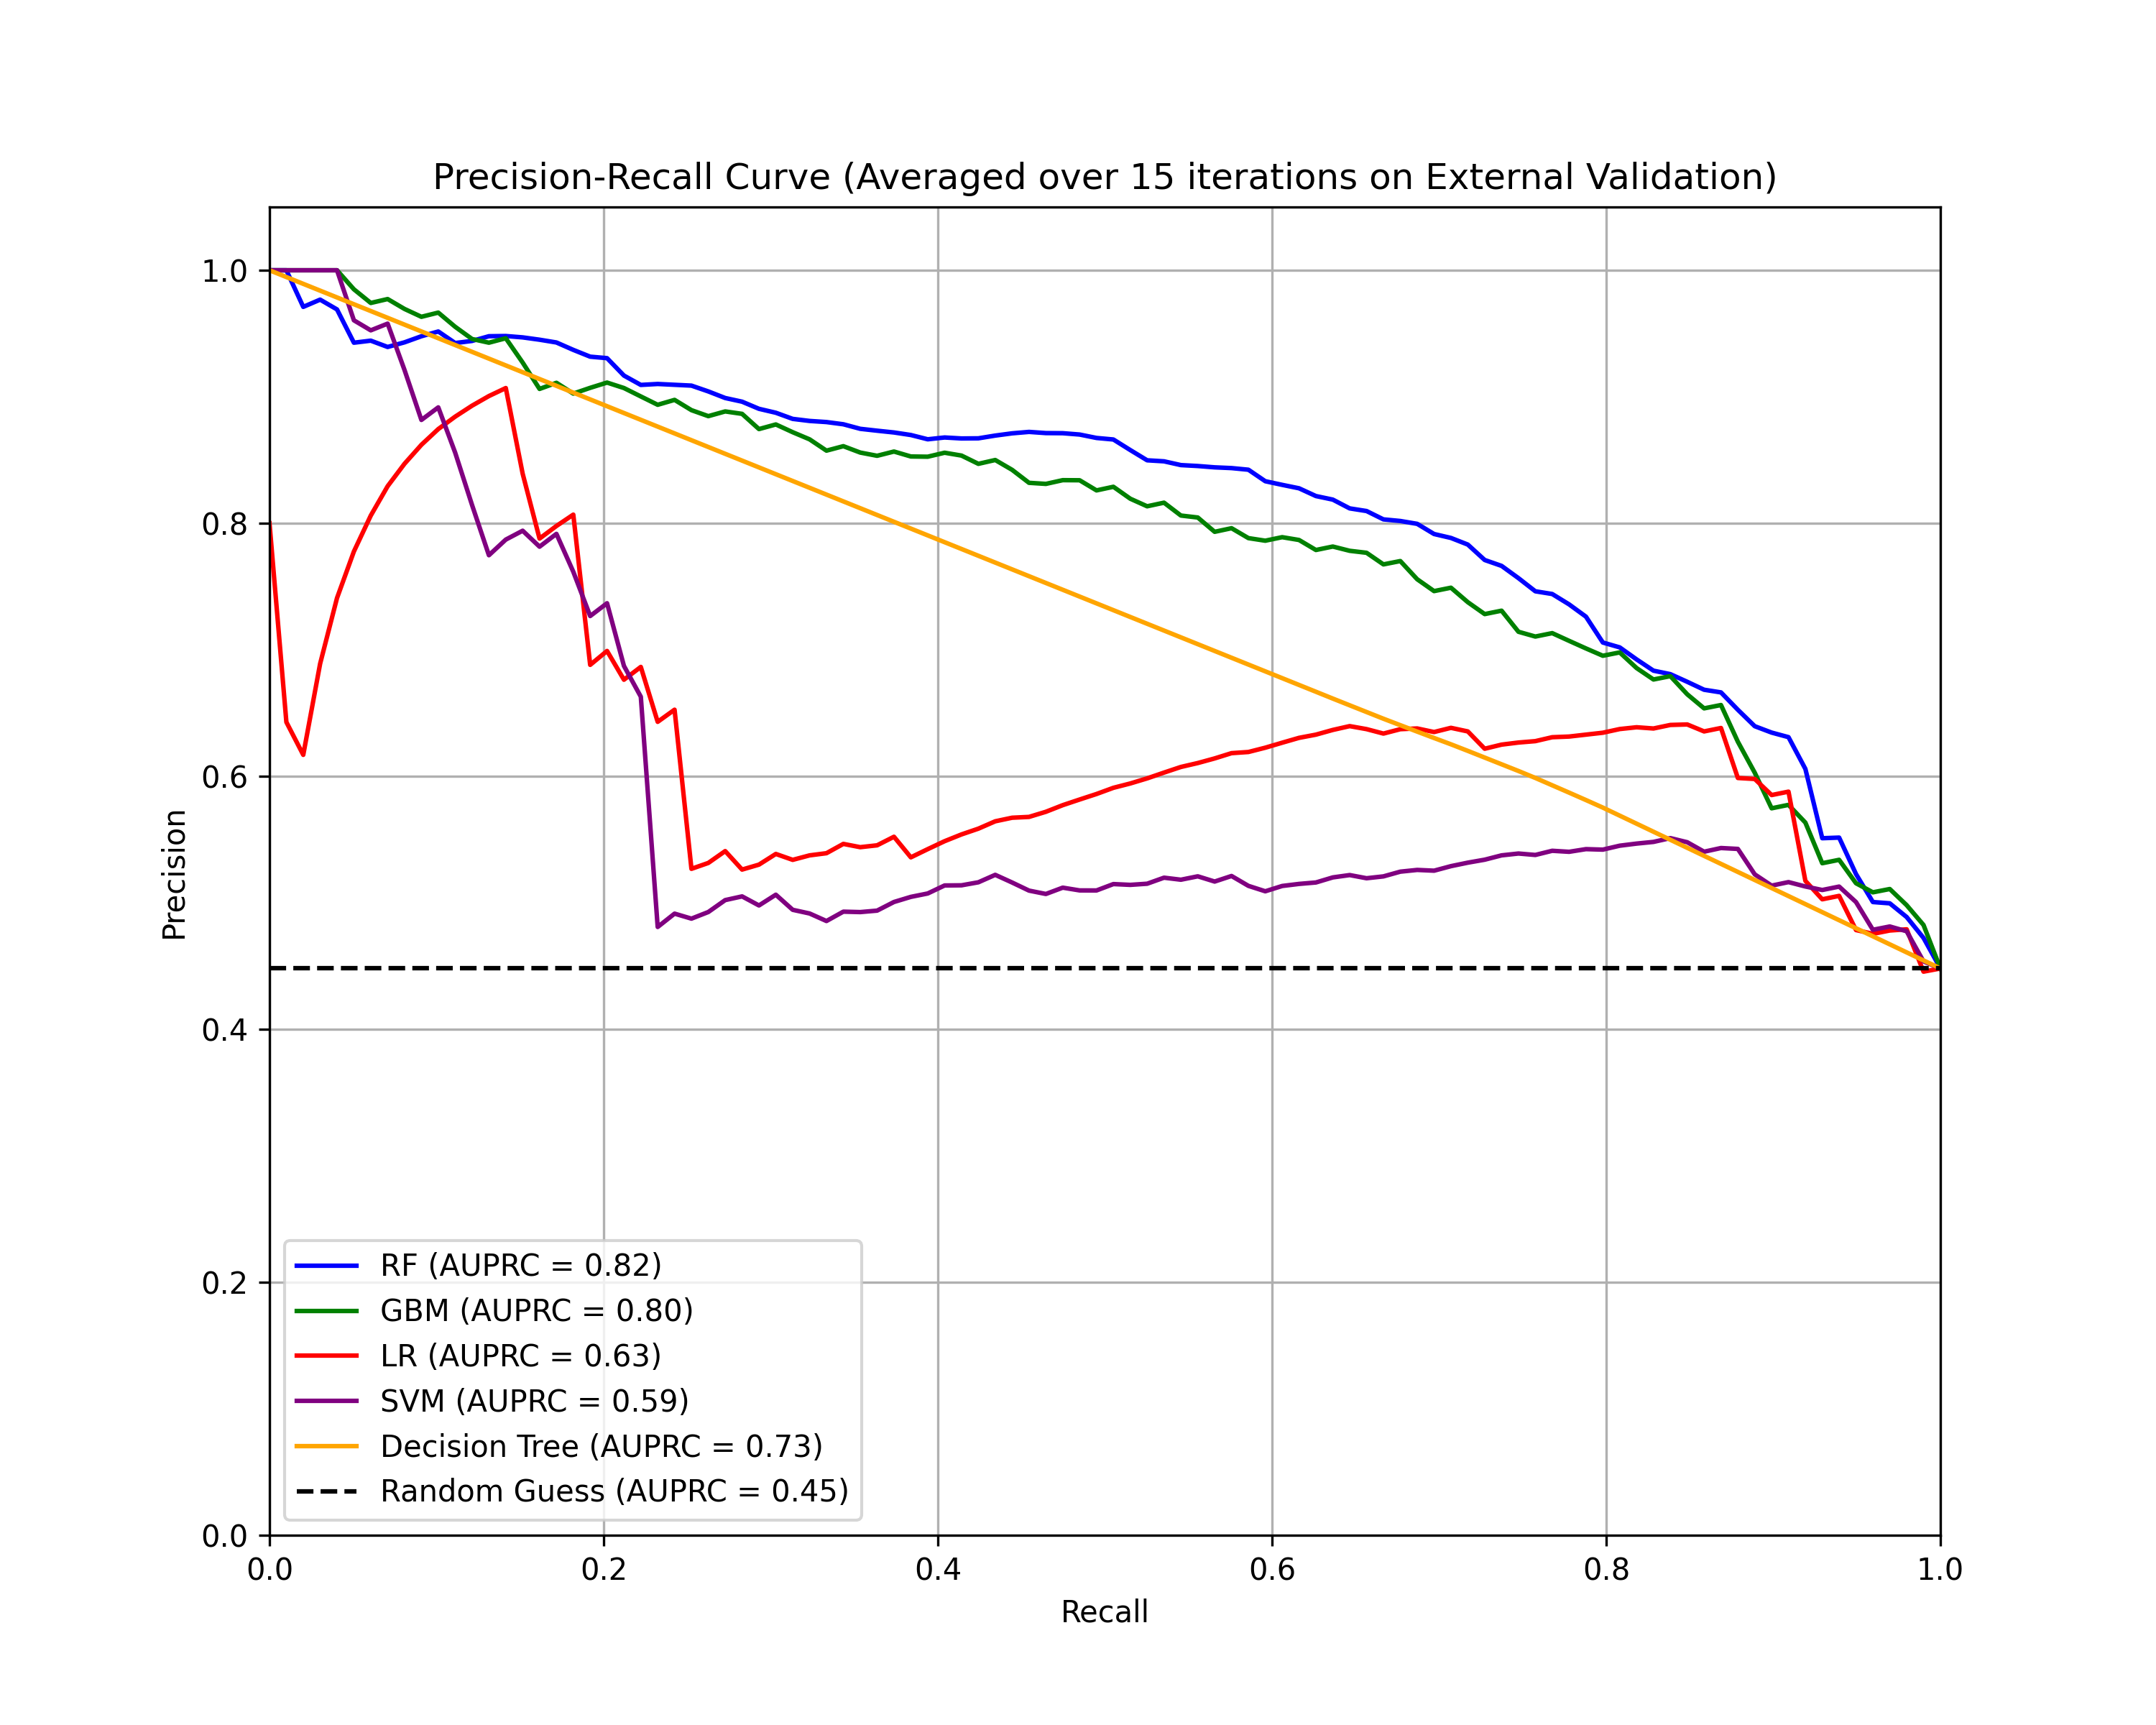 Precision-Recall Curve (Averaged over 15 iterations on External Validation)
Precision
1.0
0.8
0.6
0.4
0.2
0.0
RF (AUPRC = 0.82)
GBM (AUPRC = 0.80)
LR (AUPRC = 0.63)
SVM (AUPRC = 0.59)
Decision Tree (AUPRC = 0.73)
Random Guess (AUPRC = 0.45)
0.0 0.2 0.4 0.6 0.8 1.0
Recall